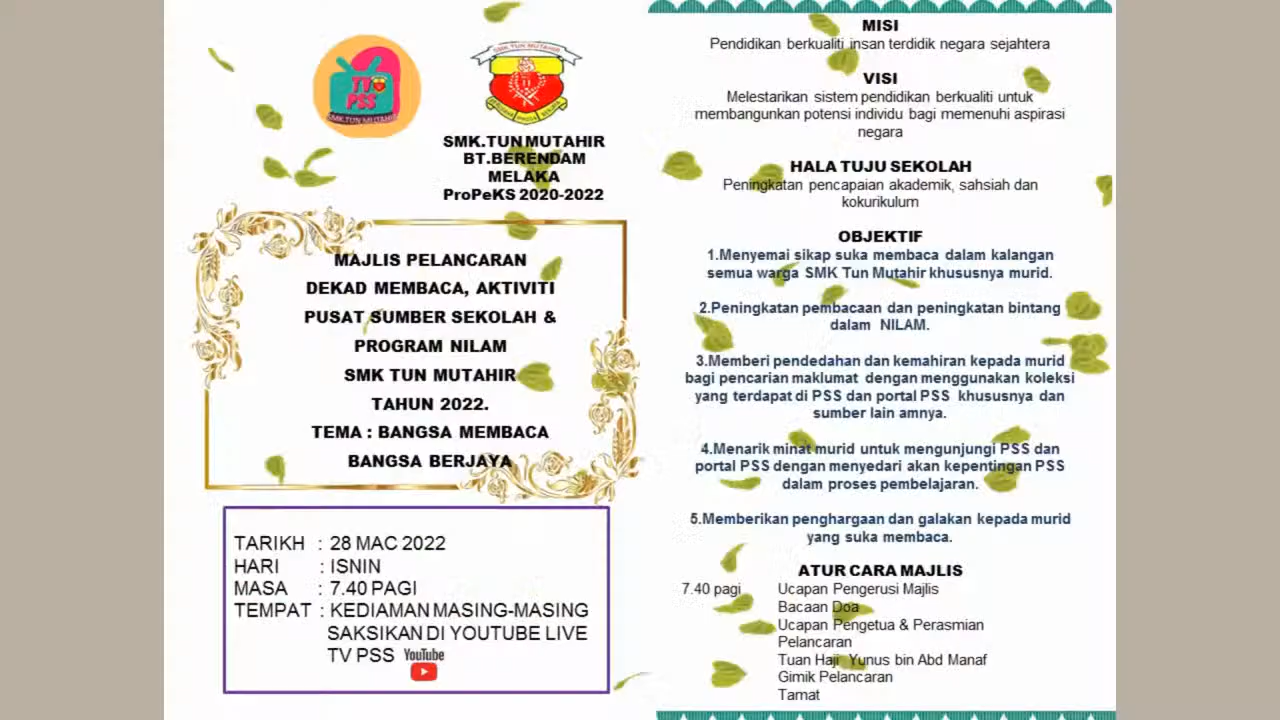 TV
PSS
SMK.TUN MUTAHIR
SMK TUN MUTAHIR
SMK.TUN MUTAHIR
BT.BERENDAM
MELAKA
ProPeKS 2020-2022
MAJLIS PELANCARAN
DEKAD MEMBACA, AKTIVITI
PUSAT SUMBER SEKOLAH &
PROGRAM NILAM
SMK TUN MUTAHIR
TAHUN 2022.
TEMA : BANGSA MEMBACA
BANGSA BERJAYA
TARIKH : 28 MAC 2022
HARI : ISNIN
MASA : 7.40 PAGI
TEMPAT : KEDIAMAN MASING-MASING
SAKSIKAN DI YOUTUBE LIVE
TV PSS YouTube
MISI
Pendidikan berkualiti insan terdidik negara sejahtera
VISI
Melestarikan sistem pendidikan berkualiti untuk
membangunkan potensi individu bagi memenuhi aspirasi
negara
HALA TUJU SEKOLAH
Peningkatan pencapaian akademik, sahsiah dan
kokurikulum
OBJEKTIF
1.Menyemai sikap suka membaca dalam kalangan
semua warga SMK Tun Mutahir khususnya murid.
2.Peningkatan pembacaan dan peningkatan bintang
dalam NILAM.
3.Memberi pendedahan dan kemahiran kepada murid
bagi pencarian maklumat dengan menggunakan koleksi
yang terdapat di PSS dan portal PSS khususnya dan
sumber lain amnya.
4.Menarik minat murid untuk mengunjungi PSS dan
portal PSS dengan menyedari akan kepentingan PSS
dalam proses pembelajaran.
5.Memberikan penghargaan dan galakan kepada murid
yang suka membaca.
ATUR CARA MAJLIS
7.40 pagi Ucapan Pengerusi Majlis
Bacaan Doa
Ucapan Pengetua & Perasmian
Pelancaran
Tuan Haji Yunus bin Abd Manaf
Gimik Pelancaran
Tamat